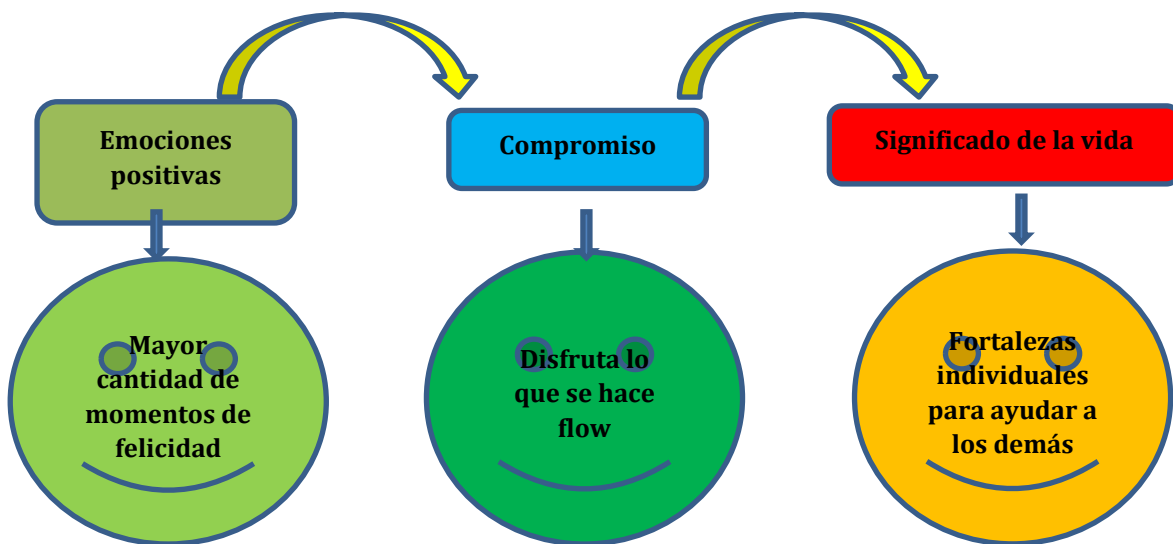 Emociones
positivas
Compromiso
Significado de la vida
Mayor
cantidad de
momentos de
felicidad
Disfruta lo
que se hace
flow
Fortalezas
individuales
para ayudar a
los demás